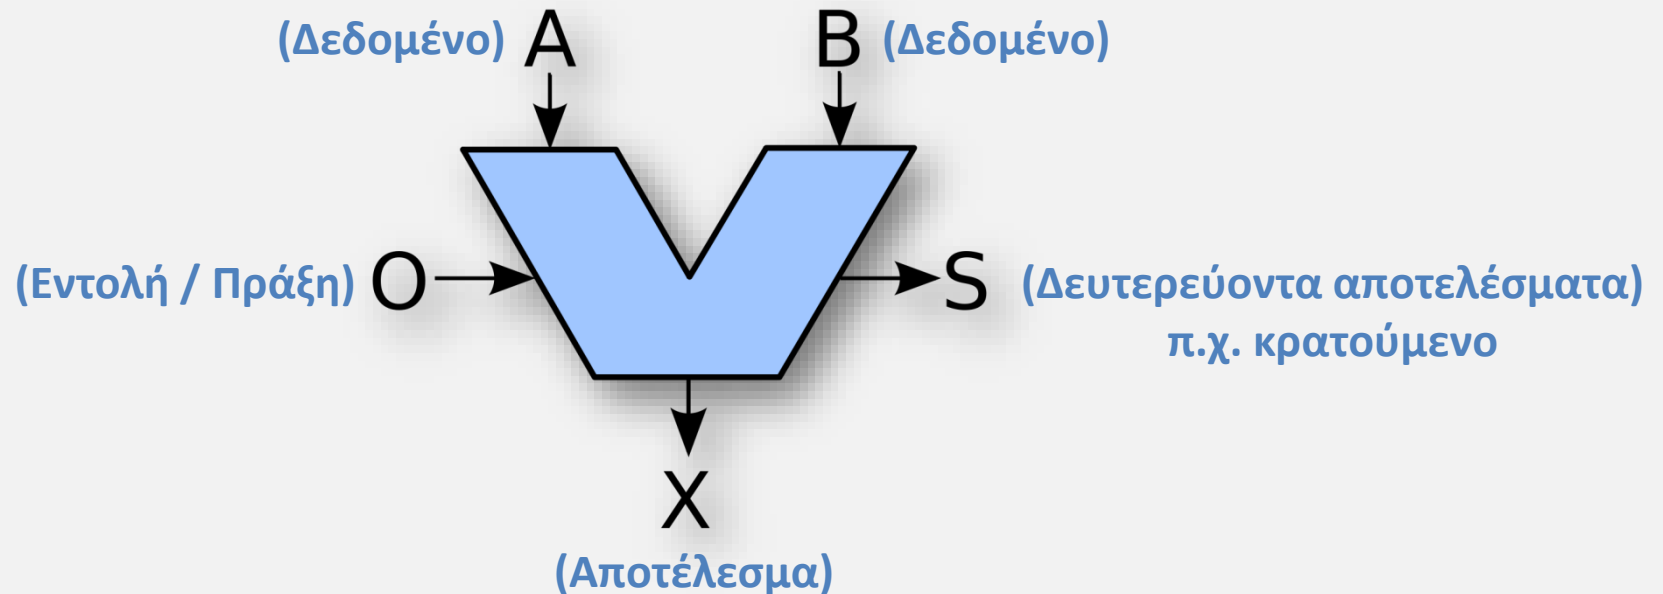 (Δεδομένο) A B (Δεδομένο)
(Εντολή / Πράξη) O S (Δευτερεύοντα αποτελέσματα)
π.χ. κρατούμενο
X
(Αποτέλεσμα)